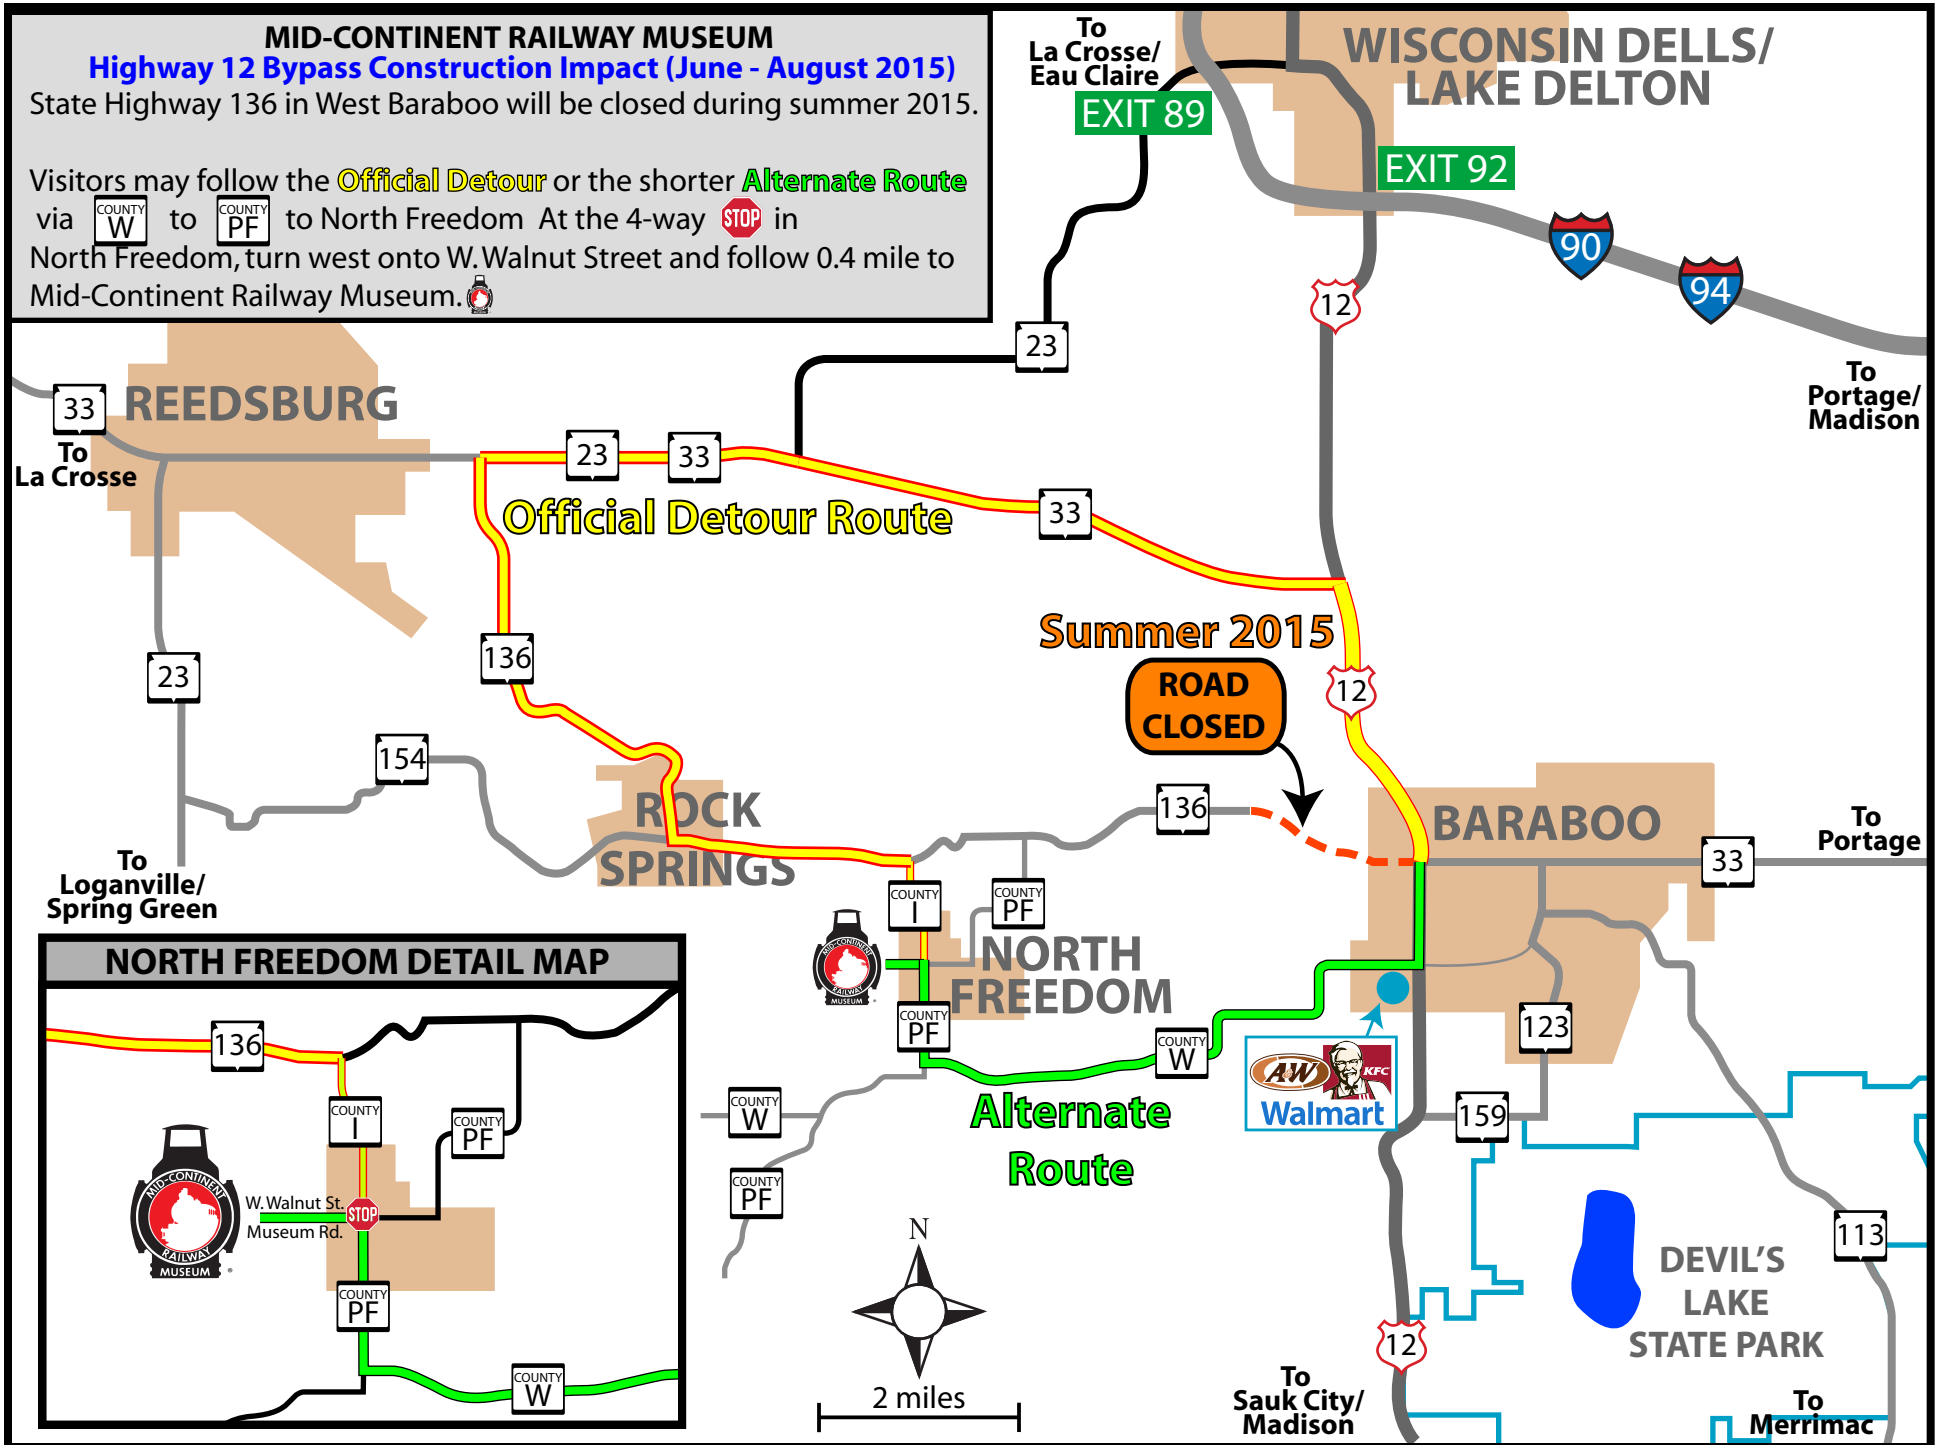 MID-CONTINENT RAILWAY MUSEUM
Highway 12 Bypass Construction Impact (June - August 2015)
State Highway 136 in West Baraboo will be closed during summer 2015.
Visitors may follow the Official Detour or the shorter Alternate Route
via COUNTY W to COUNTY PF to North Freedom At the 4-way STOP in
North Freedom, turn west onto W. Walnut Street and follow 0.4 mile to
Mid-Continent Railway Museum.
To
La Crosse/
Eau Claire
EXIT 89
WISCONSIN DELLS/
LAKE DELTON
EXIT 92
90
94
12
23
To
Portage/
Madison
33
REEDSBURG
To
La Crosse
23
33
33
Official Detour Route
136
23
Summer 2015
ROAD
CLOSED
12
154
ROCK
SPRINGS
136
BARABOO
33
To
Portage
To
Loganville/
Spring Green
COUNTY
I
COUNTY
PF
MID-CONTINENT
RAILWAY
MUSEUM
NORTH
FREEDOM
COUNTY
PF
COUNTY
W
123
A&W
KFC
Walmart
COUNTY
W
Alternate
Route
159
COUNTY
PF
113
DEVIL'S
LAKE
STATE PARK
N
2 miles
12
To
Sauk City/
Madison
To
Merrimac
NORTH FREEDOM DETAIL MAP
136
COUNTY
I
COUNTY
PF
MID-CONTINENT
RAILWAY
MUSEUM
W. Walnut St.
STOP
Museum Rd.
COUNTY
PF
COUNTY
W